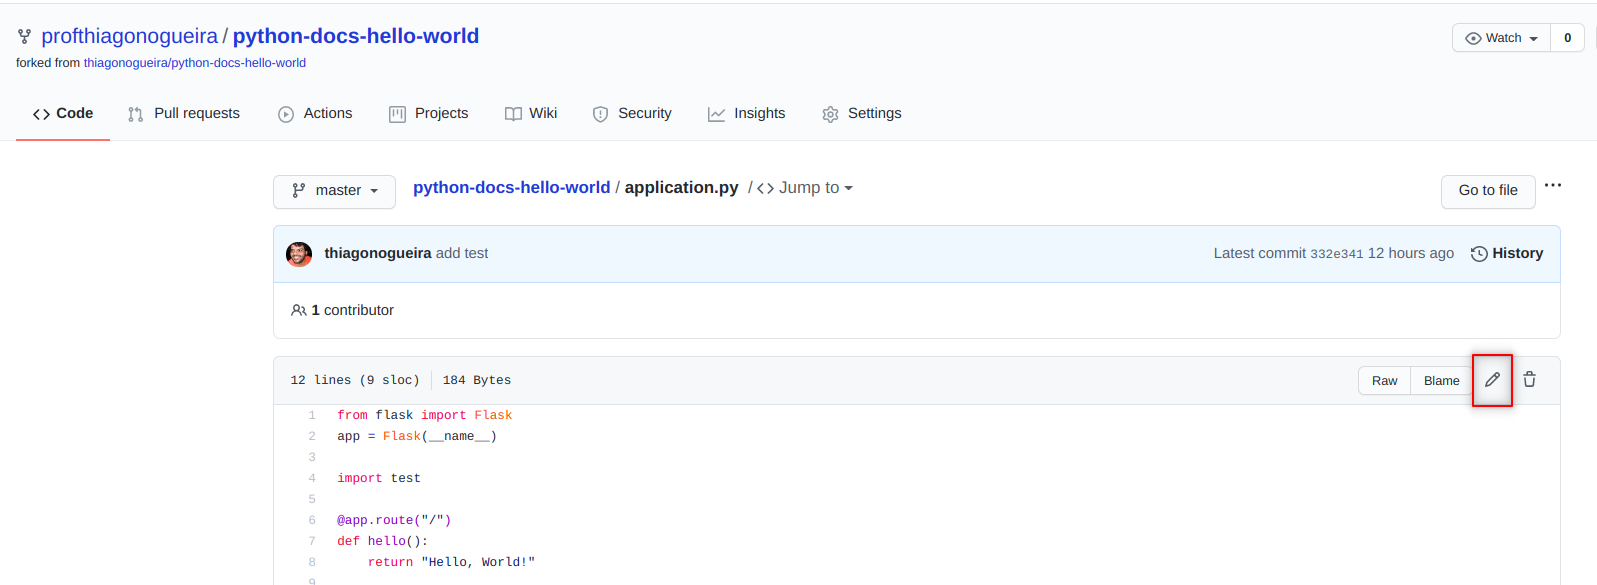 profthiagonogueira / python-docs-hello-world
Watch 0
forked from thiagonogueira/python-docs-hello-world
Code Pull requests Actions Projects Wiki Security Insights Settings
master python-docs-hello-world / application.py / <> Jump to Go to file ...
thiagonogueira add test Latest commit 332e341 12 hours ago History
1 contributor
12 lines (9 sloc) 184 Bytes Raw Blame
1 from flask import Flask
2 app = Flask(__name__)
3
4 import test
5
6 @app.route("/")
7 def hello():
8 return "Hello, World!"
9